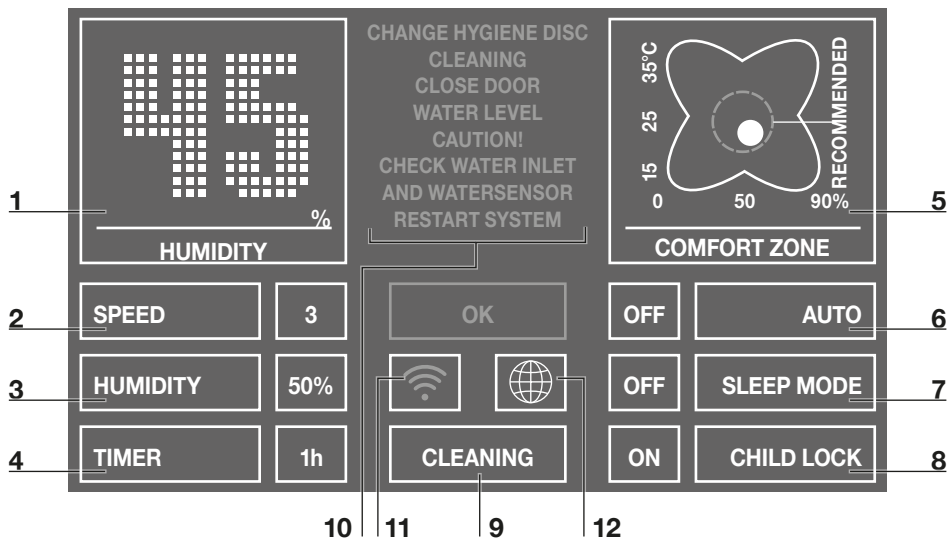 45
%
HUMIDITY
CHANGE HYGIENE DISC
CLEANING
CLOSE DOOR
WATER LEVEL
CAUTION!
CHECK WATER INLET
AND WATERSENSOR
RESTART SYSTEM
35°C
25
15
0 50 90%
RECOMMENDED
COMFORT ZONE
1
5
SPEED 3
OK
OFF AUTO
2
6
HUMIDITY 50%
OFF SLEEP MODE
3
7
TIMER 1h
CLEANING
ON CHILD LOCK
4
8
10 11 9 12